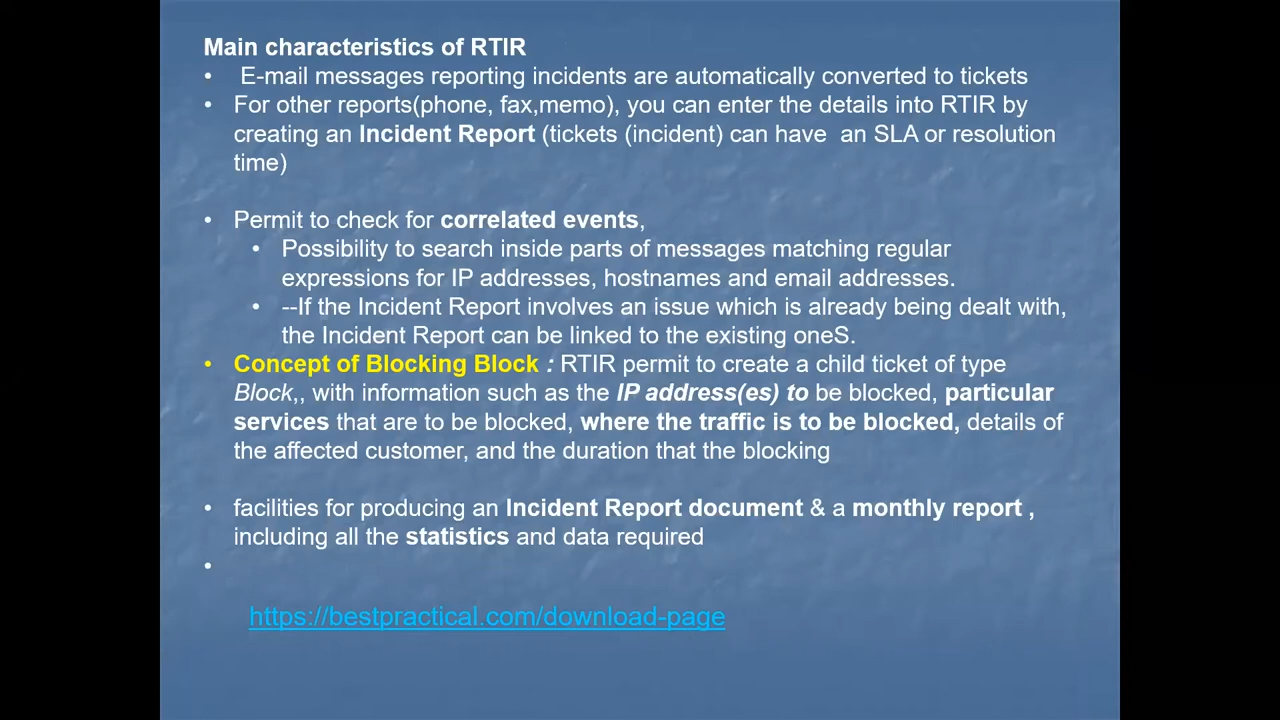 Main characteristics of RTIR
• E-mail messages reporting incidents are automatically converted to tickets
• For other reports(phone, fax,memo), you can enter the details into RTIR by
creating an Incident Report (tickets (incident) can have an SLA or resolution
time)
• Permit to check for correlated events,
• Possibility to search inside parts of messages matching regular
expressions for IP addresses, hostnames and email addresses.
• --If the Incident Report involves an issue which is already being dealt with,
the Incident Report can be linked to the existing oneS.
• Concept of Blocking Block : RTIR permit to create a child ticket of type
Block,, with information such as the IP address(es) to be blocked, particular
services that are to be blocked, where the traffic is to be blocked, details of
the affected customer, and the duration that the blocking
• facilities for producing an Incident Report document & a monthly report ,
including all the statistics and data required
•
https://bestpractical.com/download-page